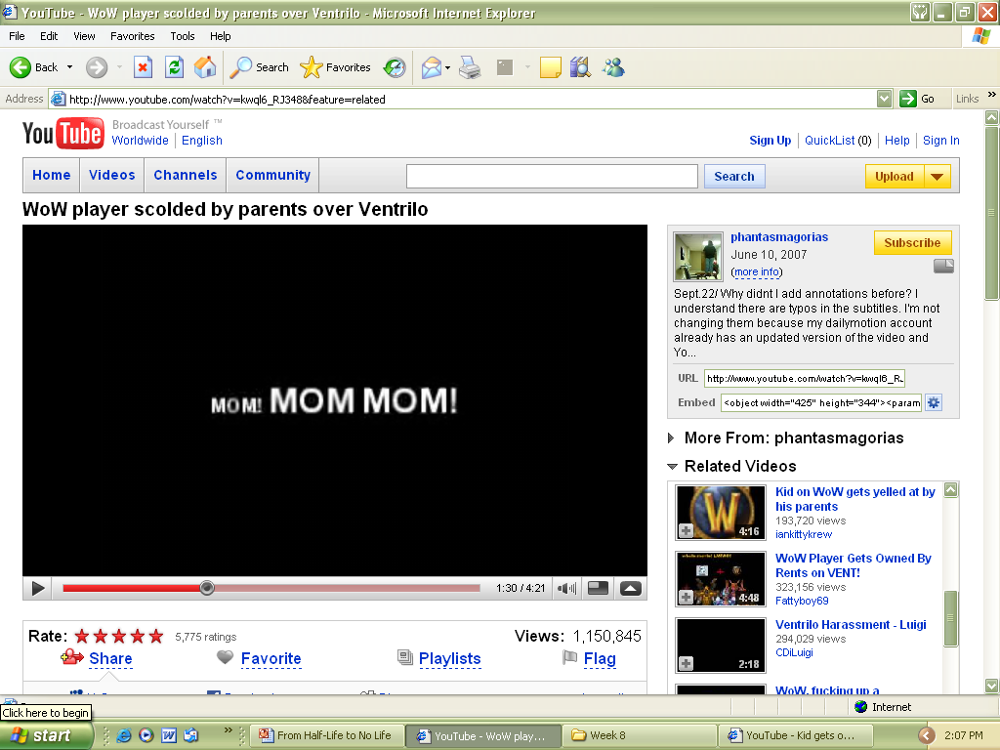 YouTube - WoW player scolded by parents over Ventrilo - Microsoft Internet Explorer
File Edit View Favorites Tools Help
Back Search Favorites
Address http://www.youtube.com/watch?v=kwql6_RJ348&feature=related Go Links »
YouTube Broadcast Yourself ™
Worldwide English
Sign Up QuickList (0) Help Sign In
Home Videos Channels Community Search Upload
WoW player scolded by parents over Ventrilo
MOM! MOM MOM!
1:30 / 4:21
Rate: 5,775 ratings Views: 1,150,845
Share Favorite Playlists Flag
phantasmagorias Subscribe
June 10, 2007
(more info)
Sept.22/ Why didnt I add annotations before? I
understand there are typos in the subtitles. I'm not
changing them because my dailymotion account
already has an updated version of the video and
Yo...
URL http://www.youtube.com/watch?v=kwql6_R
Embed <object width="425" height="344"><param
More From: phantasmagorias
Related Videos
Kid on WoW gets yelled at by
his parents
193,720 views
iankittykrew
4:16
WoW Player Gets Owned By
Rents on VENT!
323,156 views
Fattyboy69
4:48
Ventrilo Harassment - Luigi
294,029 views
CDiLuigi
2:18
WoW, fucking up a
Internet
Click here to begin
start » From Half-Life to No Life YouTube - WoW play... Week 8 YouTube - Kid gets o... 2:07 PM